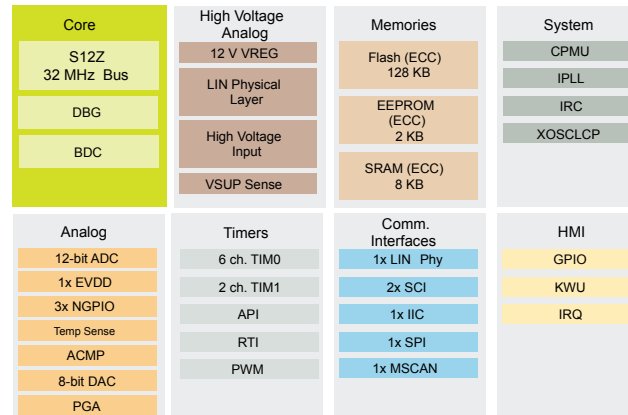 Core
S12Z
32 MHz Bus
DBG
BDC
High Voltage
Analog
12 V VREG
LIN Physical
Layer
High Voltage
Input
VSUP Sense
Memories
Flash (ECC)
128 KB
EEPROM
(ECC)
2 KB
SRAM (ECC)
8 KB
System
CPMU
IPLL
IRC
XOSCLCP
Analog
12-bit ADC
1x EVDD
3x NGPIO
Temp Sense
ACMP
8-bit DAC
PGA
Timers
6 ch. TIM0
2 ch. TIM1
API
RTI
PWM
Comm.
Interfaces
1x LIN Phy
2x SCI
1x IIC
1x SPI
1x MSCAN
HMI
GPIO
KWU
IRQ